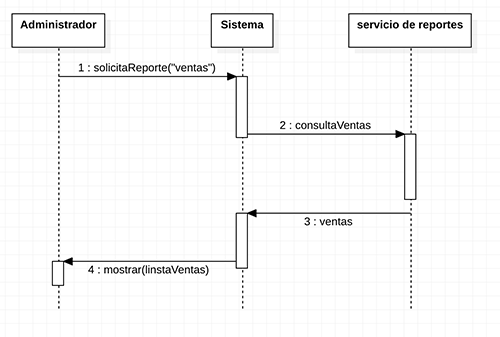 Administrador
Sistema
servicio de reportes
1 : solicitaReporte("ventas")
2 : consultaVentas
3 : ventas
4 : mostrar(linstaVentas)